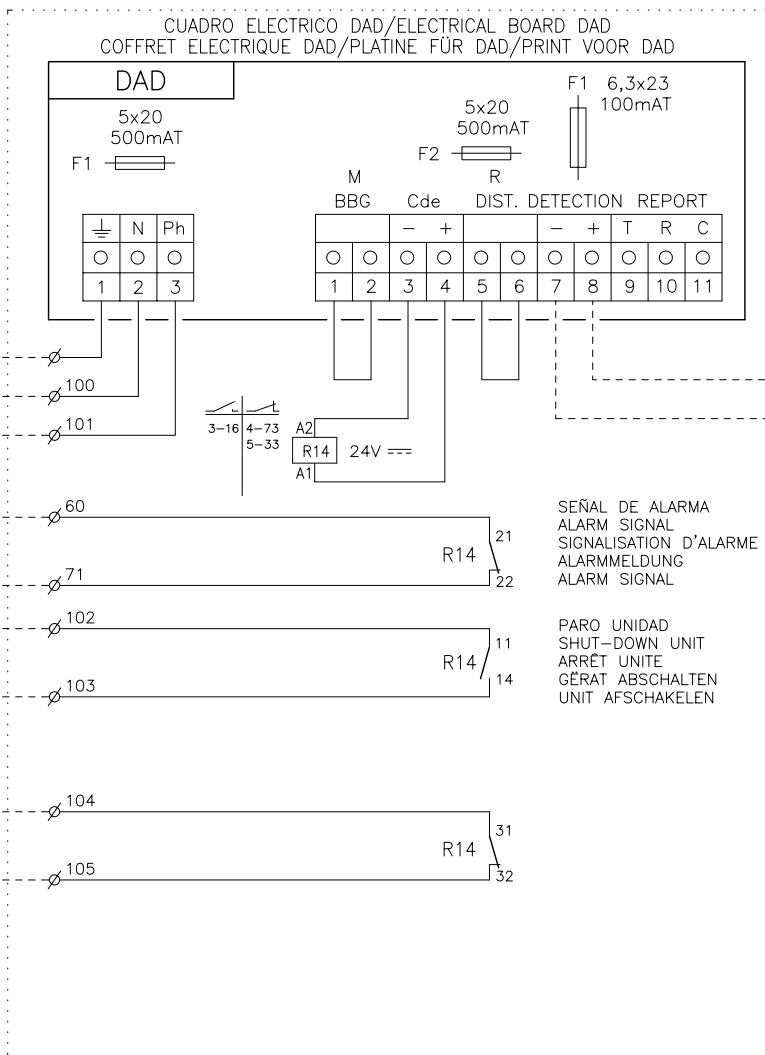 CUADRO ELECTRICO DAD/ELECTRICAL BOARD DAD
COFFRET ELECTRIQUE DAD/PLATINE FÜR DAD/PRINT VOOR DAD
DAD
F1 6,3x23
100mAT
5x20
500mAT
F1
5x20
500mAT
F2
M R
BBG Cde DIST. DETECTION REPORT
N Ph
− + − + T R C
1 2 3
1 2 3 4 5 6 7 8 9 10 11
100
101
3−16 4−73
5−33
A2
R14 24V
A1
60
21
R14
71
22
SEÑAL DE ALARMA
ALARM SIGNAL
SIGNALISATION D'ALARME
ALARMMELDUNG
ALARM SIGNAL
102
11
R14
103
14
PARO UNIDAD
SHUT−DOWN UNIT
ARRÊT UNITE
GËRAT ABSCHALTEN
UNIT AFSCHAKELEN
104
31
R14
105
32